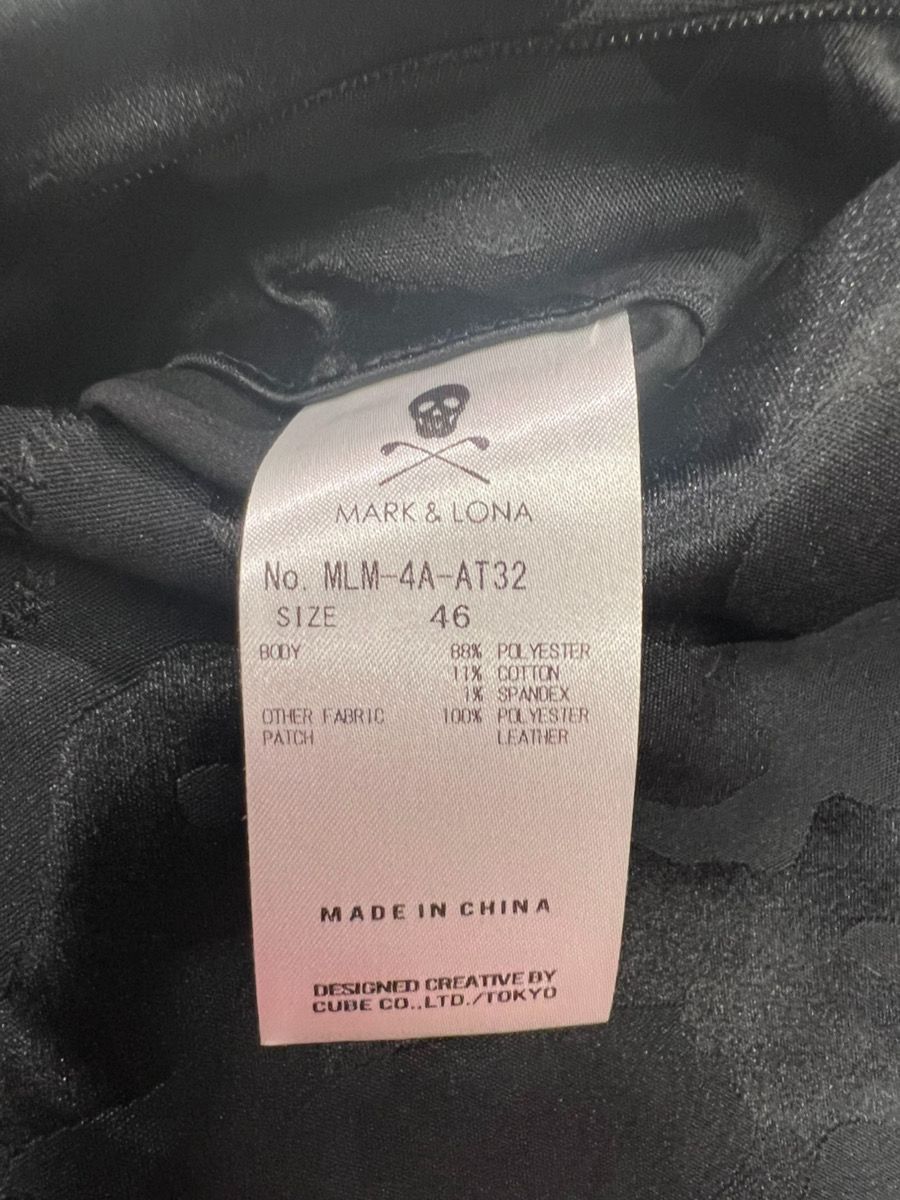 MARK & LONA
No. MLM-4A-AT32
SIZE 46
BODY 88% POLYESTER
11% COTTON
1% SPANDEX
OTHER FABRIC 100% POLYESTER
PATCH LEATHER
MADE IN CHINA
DESIGNED CREATIVE BY
CUBE CO.,LTD./TOKYO